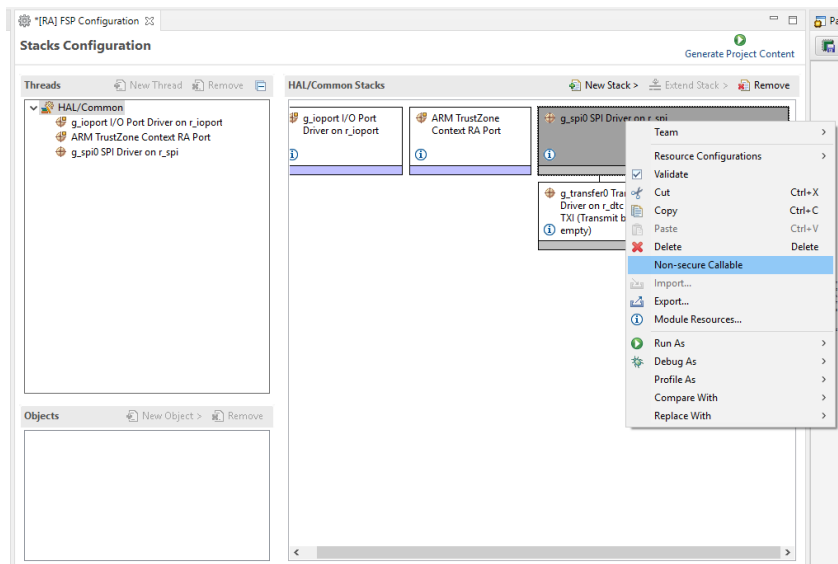 *[RA] FSP Configuration
Pa
Stacks Configuration
Generate Project Content
Threads
New Thread
Remove
HAL/Common
g_ioport I/O Port Driver on r_ioport
ARM TrustZone Context RA Port
g_spi0 SPI Driver on r_spi
HAL/Common Stacks
New Stack >
Extend Stack >
Remove
g_ioport I/O Port
Driver on r_ioport
ARM TrustZone
Context RA Port
g_spi0 SPI Driver on r_spi
g_transfer0 Tra
Driver on r_dtc
TXI (Transmit b
empty)
Team
Resource Configurations
Validate
Cut Ctrl+X
Copy Ctrl+C
Paste Ctrl+V
Delete Delete
Non-secure Callable
Import...
Export...
Module Resources...
Run As
Debug As
Profile As
Compare With
Replace With
Objects
New Object >
Remove